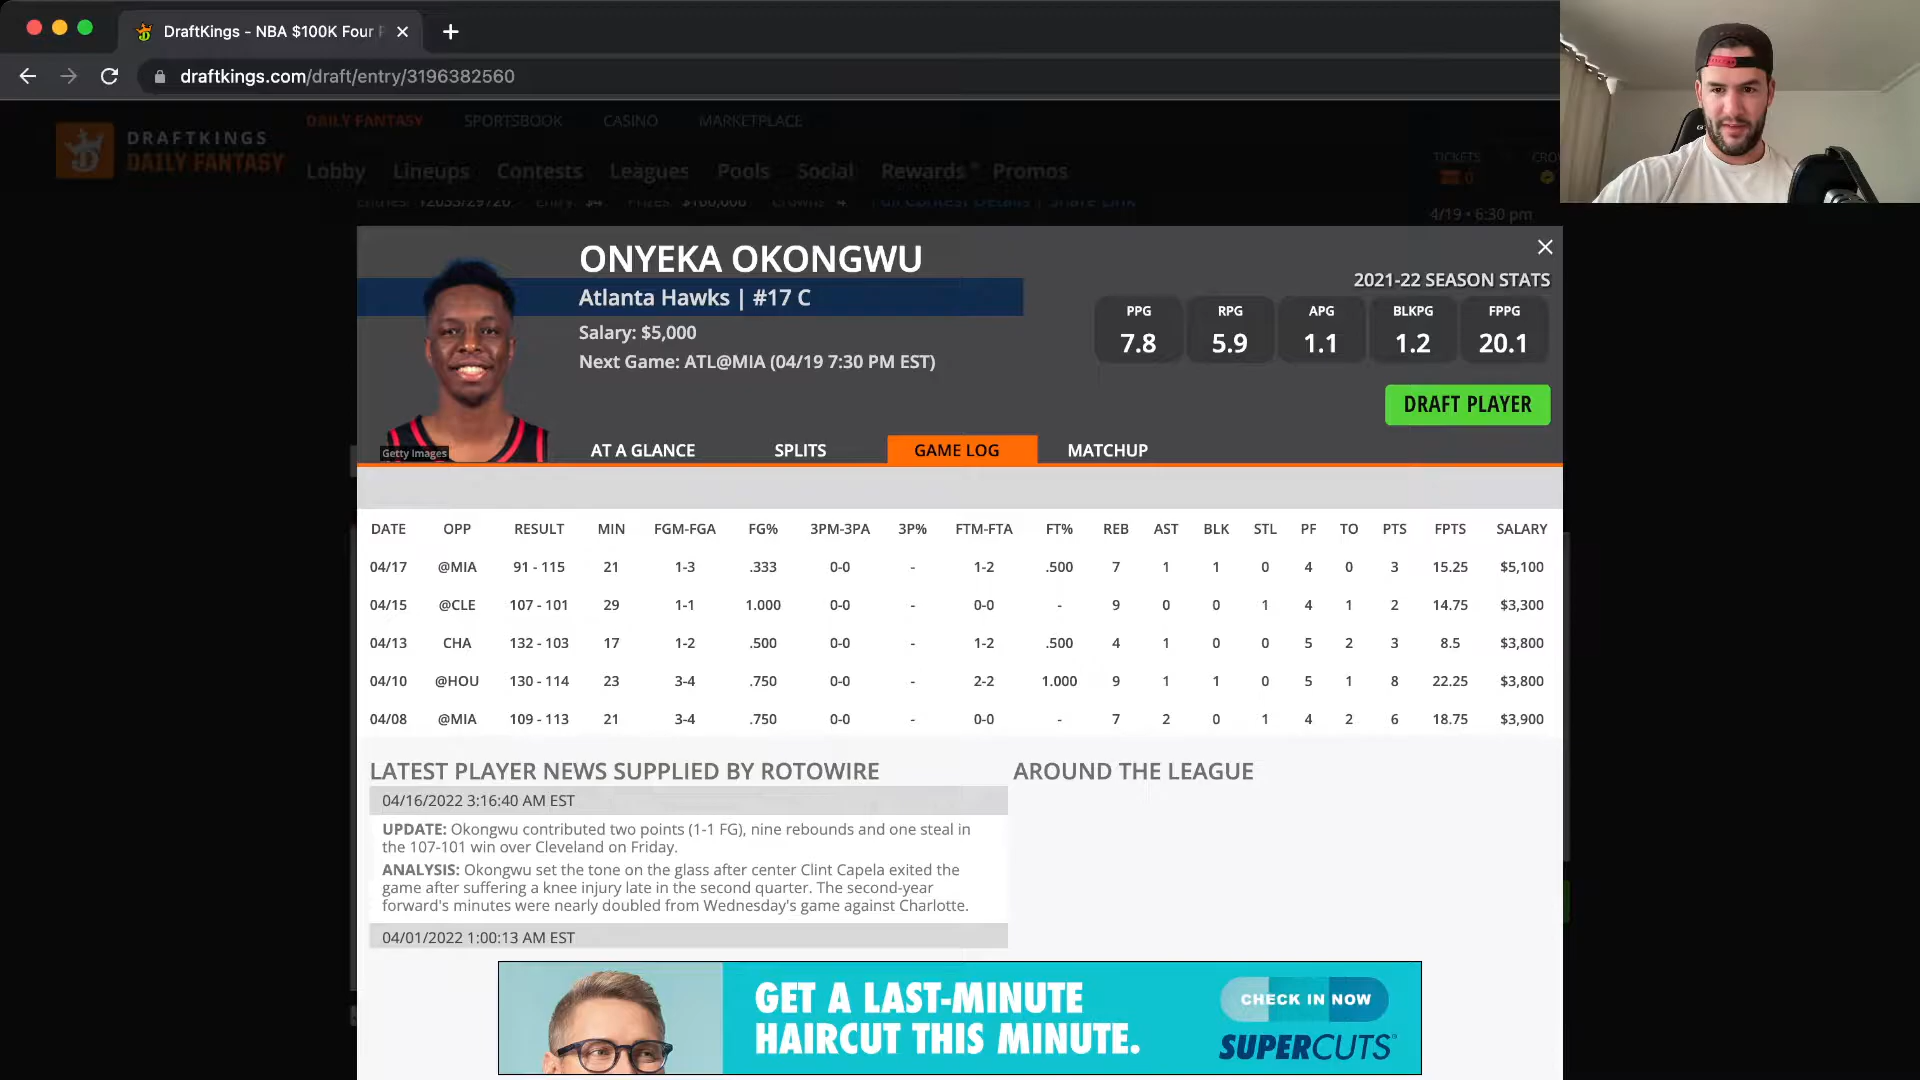 DraftKings - NBA $100K Four
draftkings.com/draft/entry/3196382560
DAILY FANTASY SPORTSBOOK CASINO MARKETPLACE
DRAFTKINGS
DAILY FANTASY
Lobby Lineups Contests Leagues Pools Social Rewards Promos
TICKETS
0
4/19 • 6:30 pm
ONYEKA OKONGWU
Atlanta Hawks | #17 C
Salary: $5,000
Next Game: ATL@MIA (04/19 7:30 PM EST)
2021-22 SEASON STATS
PPG RPG APG BLKPG FPPG
7.8 5.9 1.1 1.2 20.1
DRAFT PLAYER
Getty Images
AT A GLANCE SPLITS GAME LOG MATCHUP
DATE OPP RESULT MIN FGM-FGA FG% 3PM-3PA 3P% FTM-FTA FT% REB AST BLK STL PF TO PTS FPTS SALARY
04/17 @MIA 91 - 115 21 1-3 .333 0-0 - 1-2 .500 7 1 1 0 4 0 3 15.25 $5,100
04/15 @CLE 107 - 101 29 1-1 1.000 0-0 - 0-0 - 9 0 0 1 4 1 2 14.75 $3,300
04/13 CHA 132 - 103 17 1-2 .500 0-0 - 1-2 .500 4 1 0 0 5 2 3 8.5 $3,800
04/10 @HOU 130 - 114 23 3-4 .750 0-0 - 2-2 1.000 9 1 1 0 5 1 8 22.25 $3,800
04/08 @MIA 109 - 113 21 3-4 .750 0-0 - 0-0 - 7 2 0 1 4 2 6 18.75 $3,900
LATEST PLAYER NEWS SUPPLIED BY ROTOWIRE
AROUND THE LEAGUE
04/16/2022 3:16:40 AM EST
UPDATE: Okongwu contributed two points (1-1 FG), nine rebounds and one steal in
the 107-101 win over Cleveland on Friday.
ANALYSIS: Okongwu set the tone on the glass after center Clint Capela exited the
game after suffering a knee injury late in the second quarter. The second-year
forward's minutes were nearly doubled from Wednesday's game against Charlotte.
04/01/2022 1:00:13 AM EST
GET A LAST-MINUTE
HAIRCUT THIS MINUTE.
CHECK IN NOW
SUPERCUTS